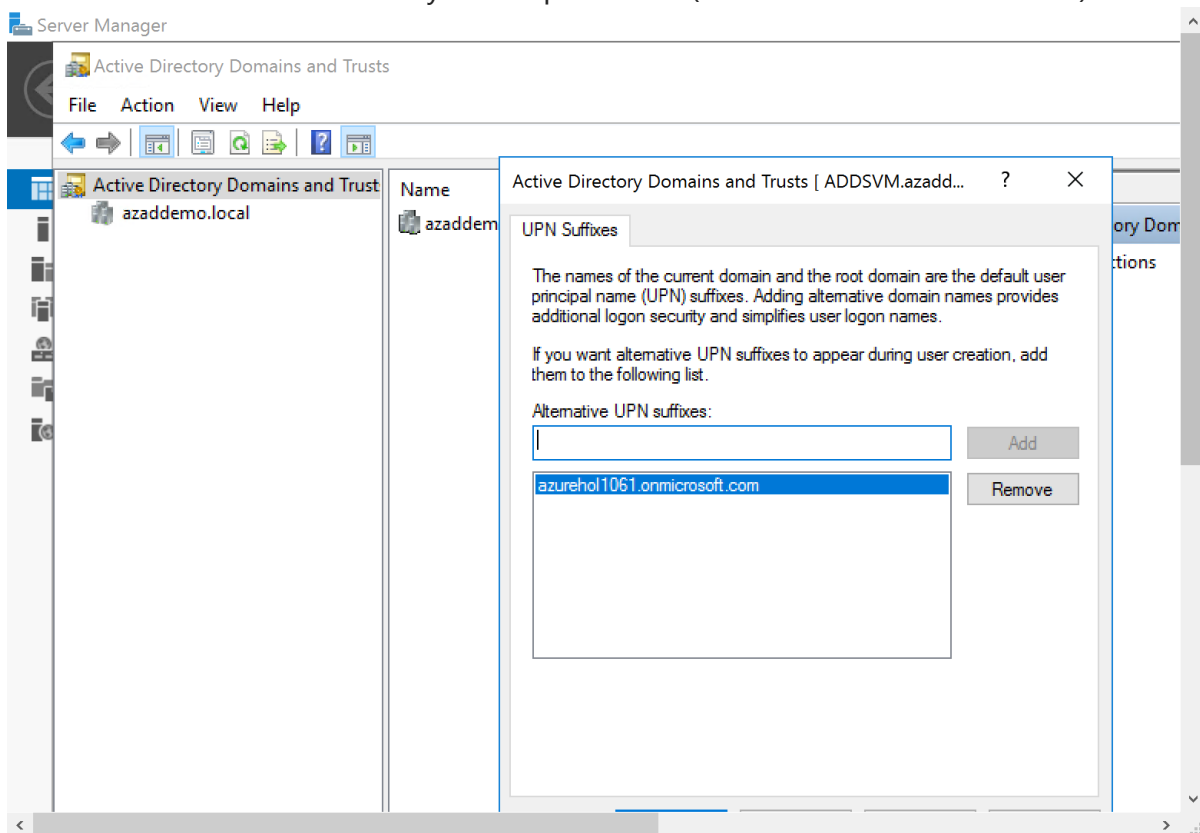 Server Manager
Active Directory Domains and Trusts
File Action View Help
Active Directory Domains and Trust
azaddemo.local
Name
azaddem
Active Directory Domains and Trusts [ ADDSVM.azadd... ? X
ory Dom
ctions
UPN Suffixes
The names of the current domain and the root domain are the default user
principal name (UPN) suffixes. Adding alternative domain names provides
additional logon security and simplifies user logon names.
If you want alternative UPN suffixes to appear during user creation, add
them to the following list.
Alternative UPN suffixes:
Add
azurehol1061.onmicrosoft.com
Remove